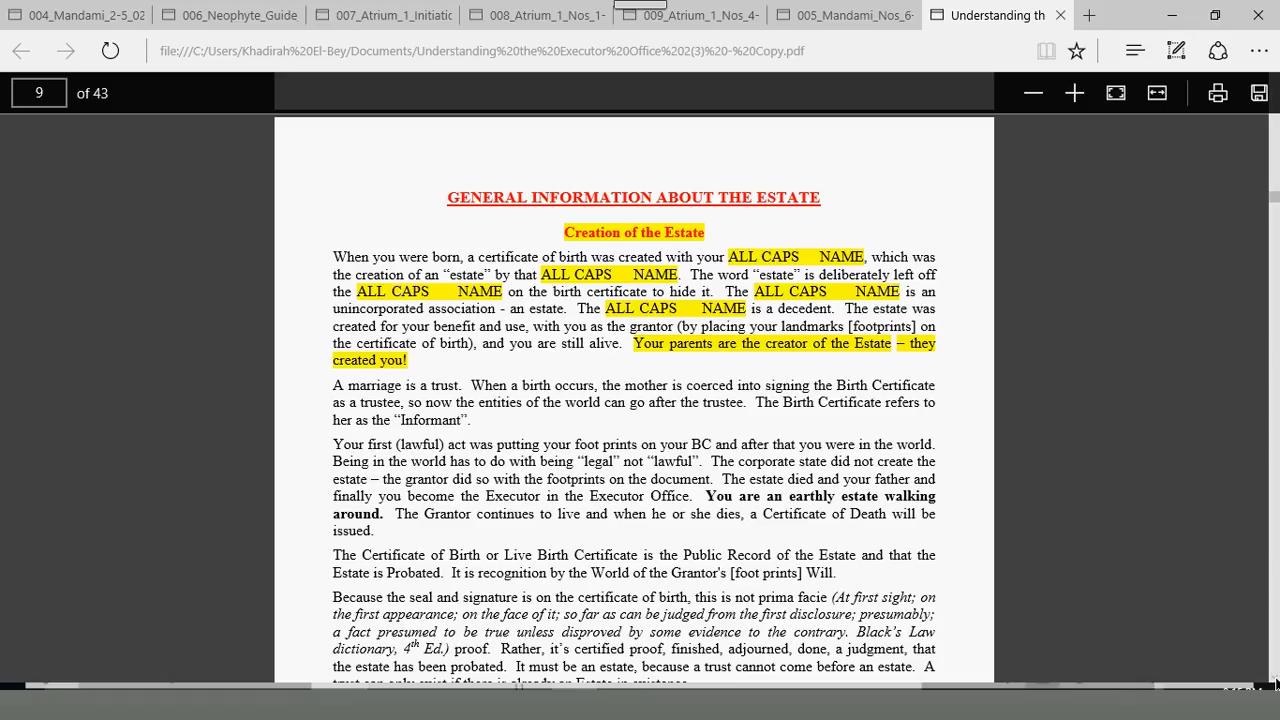 004_Mandami_2-5_02
006_Neophyte_Guide
007_Atrium_1_Initiatic
008_Atrium_1_Nos_1-
009_Atrium_1_Nos_4-
005_Mandami_Nos_6-
Understanding th
file:///C:/Users/Khadirah%20El-Bey/Documents/Understanding%20the%20Executor%20Office%202(3)%20-%20Copy.pdf
9 of 43
GENERAL INFORMATION ABOUT THE ESTATE
Creation of the Estate
When you were born, a certificate of birth was created with your ALL CAPS NAME, which was
the creation of an “estate” by that ALL CAPS NAME. The word “estate” is deliberately left off
the ALL CAPS NAME on the birth certificate to hide it. The ALL CAPS NAME is an
unincorporated association - an estate. The ALL CAPS NAME is a decedent. The estate was
created for your benefit and use, with you as the grantor (by placing your landmarks [footprints] on
the certificate of birth), and you are still alive. Your parents are the creator of the Estate – they
created you!
A marriage is a trust. When a birth occurs, the mother is coerced into signing the Birth Certificate
as a trustee, so now the entities of the world can go after the trustee. The Birth Certificate refers to
her as the “Informant”.
Your first (lawful) act was putting your foot prints on your BC and after that you were in the world.
Being in the world has to do with being “legal” not “lawful”. The corporate state did not create the
estate – the grantor did so with the footprints on the document. The estate died and your father and
finally you become the Executor in the Executor Office. You are an earthly estate walking
around. The Grantor continues to live and when he or she dies, a Certificate of Death will be
issued.
The Certificate of Birth or Live Birth Certificate is the Public Record of the Estate and that the
Estate is Probated. It is recognition by the World of the Grantor's [foot prints] Will.
Because the seal and signature is on the certificate of birth, this is not prima facie (At first sight; on
the first appearance; on the face of it; so far as can be judged from the first disclosure; presumably;
a fact presumed to be true unless disproved by some evidence to the contrary. Black’s Law
dictionary, 4th Ed.) proof. Rather, it’s certified proof, finished, adjourned, done, a judgment, that
the estate has been probated. It must be an estate, because a trust cannot come before an estate. A
trust can only exist if there is already an Estate in existence.